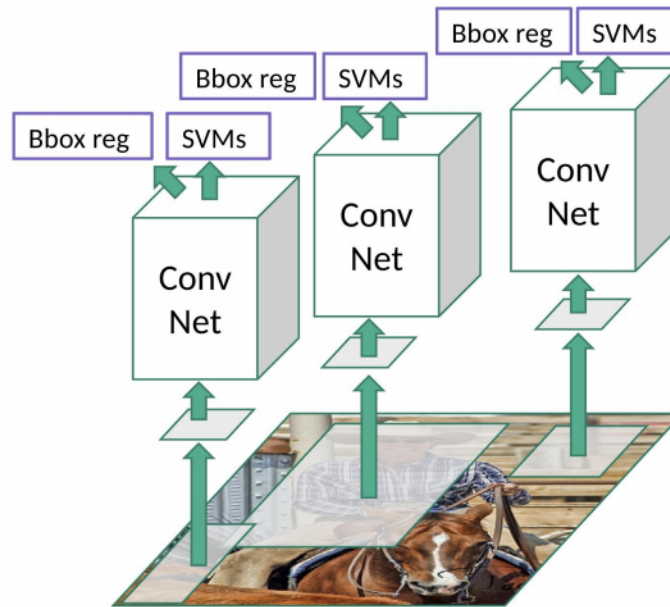 Bbox reg
SVMs
Bbox reg
SVMs
Bbox reg
SVMs
Conv
Net
Conv
Net
Conv
Net